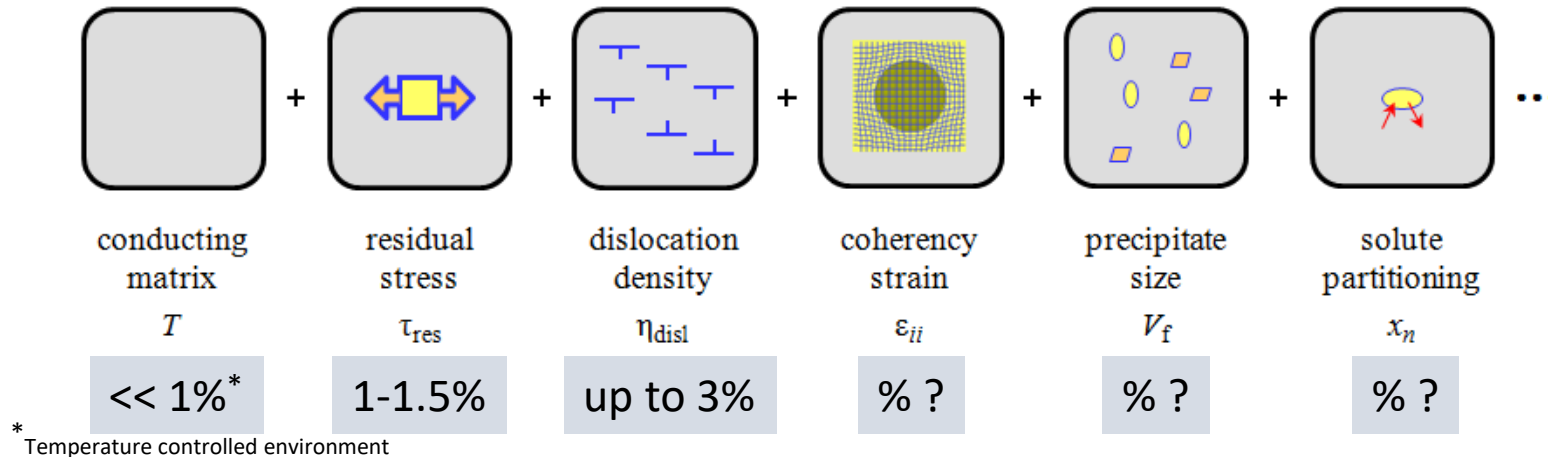 + + + + + ..
conducting matrix
residual stress
dislocation density
coherency strain
precipitate size
solute partitioning
T
τres
ηdisl
εii
Vf
xn
<< 1%*
1-1.5%
up to 3%
% ?
% ?
% ?
*Temperature controlled environment